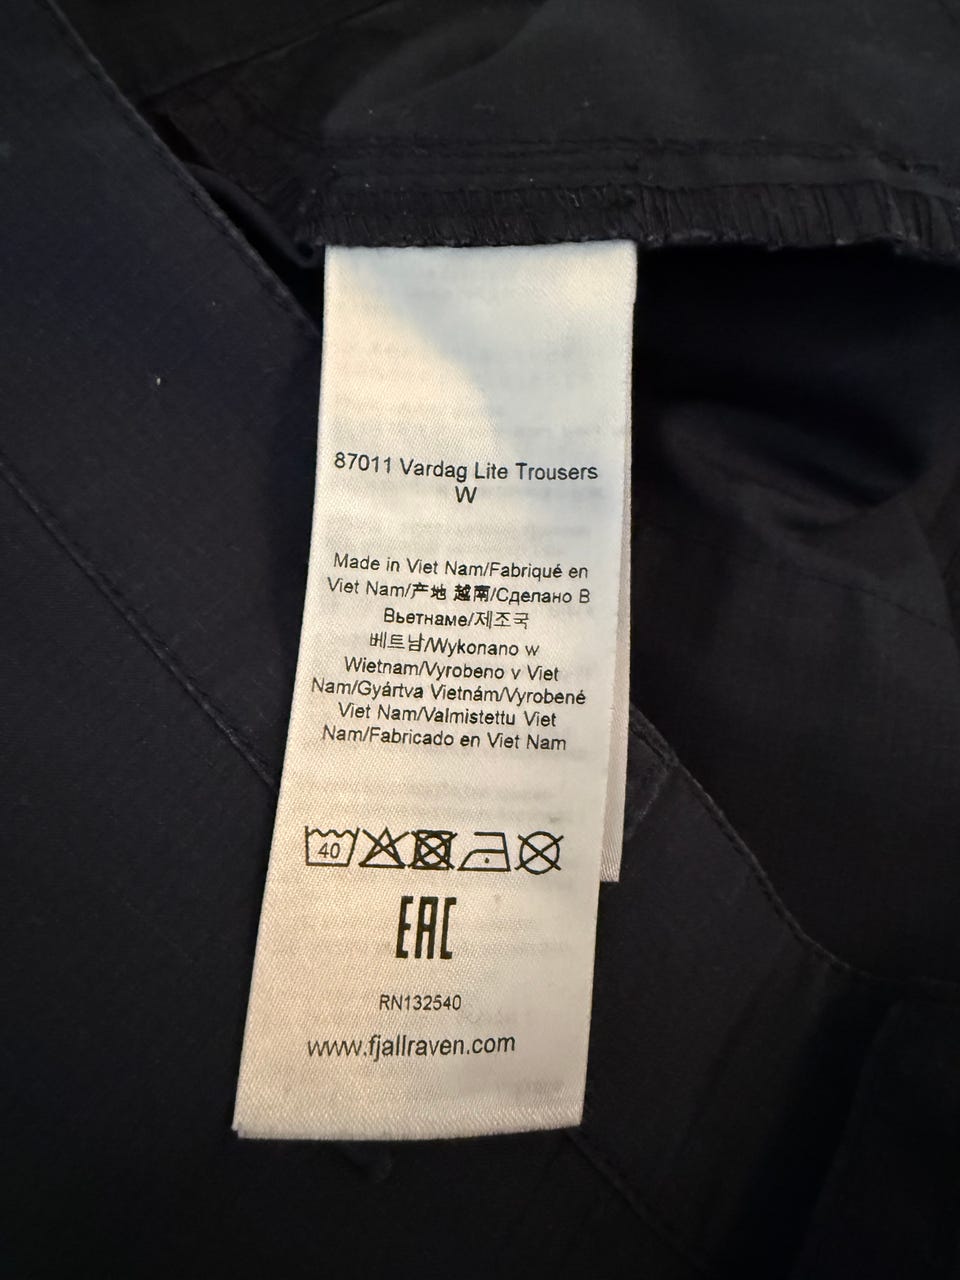 87011 Vardag Lite Trousers
W
Made in Viet Nam/Fabriqué en
Viet Nam/产地 越南/Сделано В
Вьетнаме/제조국
베트남/Wykonano w
Wietnam/Vyrobeno v Viet
Nam/Gyártva Vietnám/Vyrobené
Viet Nam/Valmistettu Viet
Nam/Fabricado en Viet Nam
40
EAC
RN132540
www.fjallraven.com